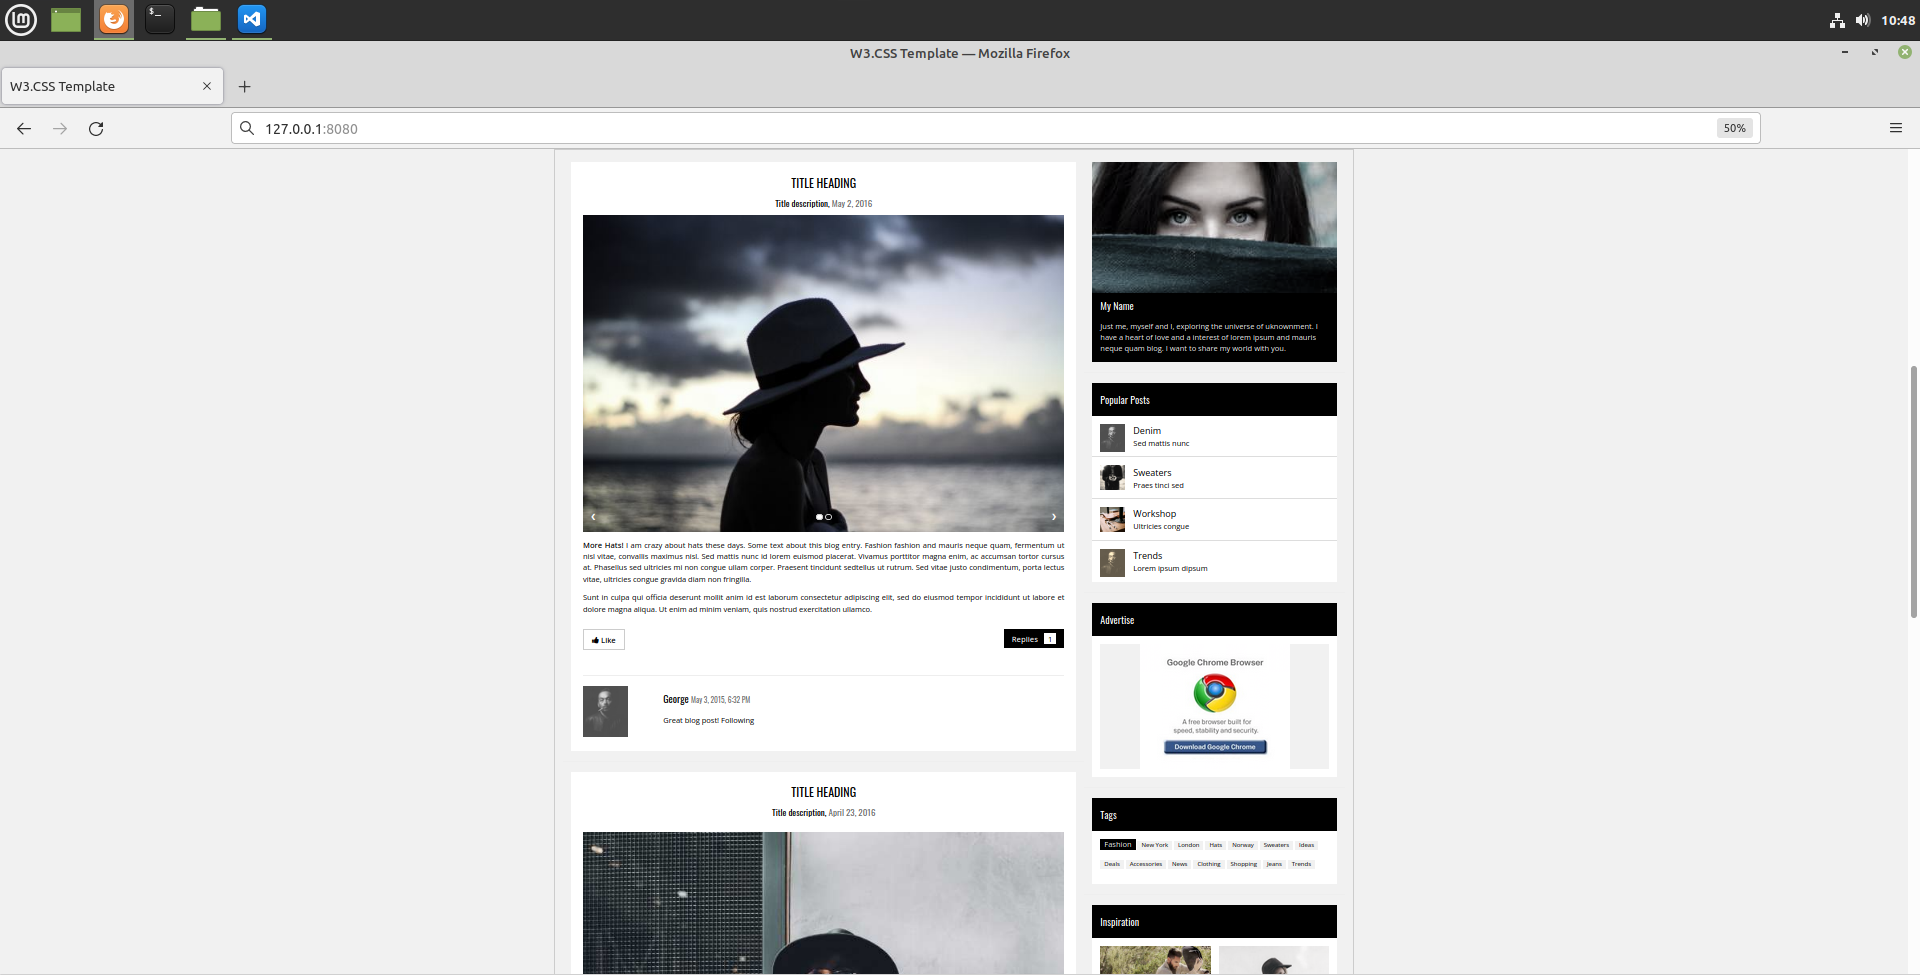 $_
10:48
W3.CSS Template — Mozilla Firefox
W3.CSS Template
127.0.0.1:8080
50%
TITLE HEADING
Title description, May 2, 2016
‹
›
More Hats! I am crazy about hats these days. Some text about this blog entry. Fashion fashion and mauris neque quam, fermentum ut
nisl vitae, convallis maximus nisl. Sed mattis nunc id lorem euismod placerat. Vivamus porttitor magna enim, ac accumsan tortor cursus
at. Phasellus sed ultricies mi non congue ullam corper. Praesent tincidunt sedtellus ut rutrum. Sed vitae justo condimentum, porta lectus
vitae, ultricies congue gravida diam non fringilla.
Sunt in culpa qui officia deserunt mollit anim id est laborum consectetur adipiscing elit, sed do eiusmod tempor incididunt ut labore et
dolore magna aliqua. Ut enim ad minim veniam, quis nostrud exercitation ullamco.
Like
Replies 1
George May 3, 2015, 6:32 PM
Great blog post! Following
TITLE HEADING
Title description, April 23, 2016
My Name
Just me, myself and I, exploring the universe of uknownment. I
have a heart of love and a interest of lorem ipsum and mauris
neque quam blog. I want to share my world with you.
Popular Posts
Denim
Sed mattis nunc
Sweaters
Praes tinci sed
Workshop
Ultricies congue
Trends
Lorem ipsum dipsum
Advertise
Google Chrome Browser
A free browser built for
speed, stability and security.
Download Google Chrome
Tags
Fashion New York London Hats Norway Sweaters Ideas
Deals Accessories News Clothing Shopping Jeans Trends
Inspiration